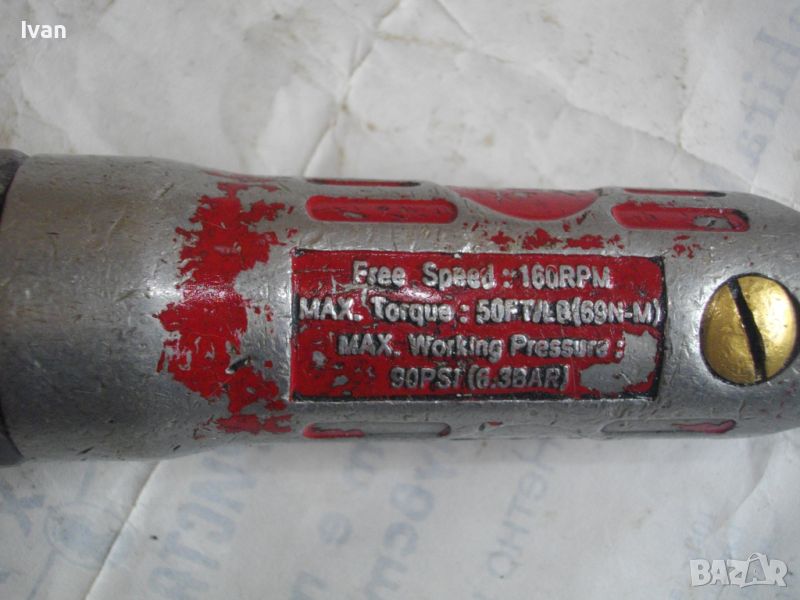 Ivan
Free Speed : 160RPM
MAX. Torque : 50FT/LB(69N-M)
MAX. Working Pressure :
90PSI (6.3BAR)
BAZAR